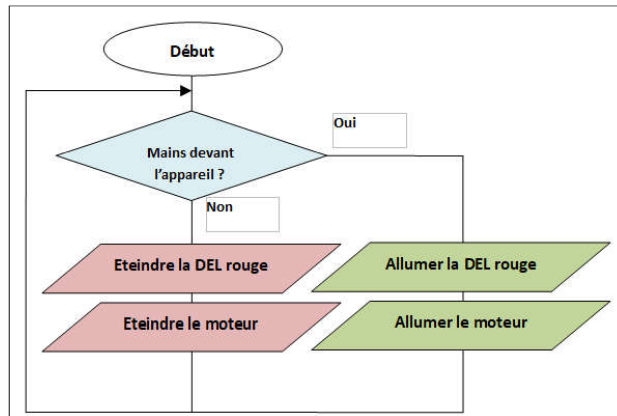 Début
Oui
Mains devant
l'appareil ?
Non
Eteindre la DEL rouge
Allumer la DEL rouge
Eteindre le moteur
Allumer le moteur